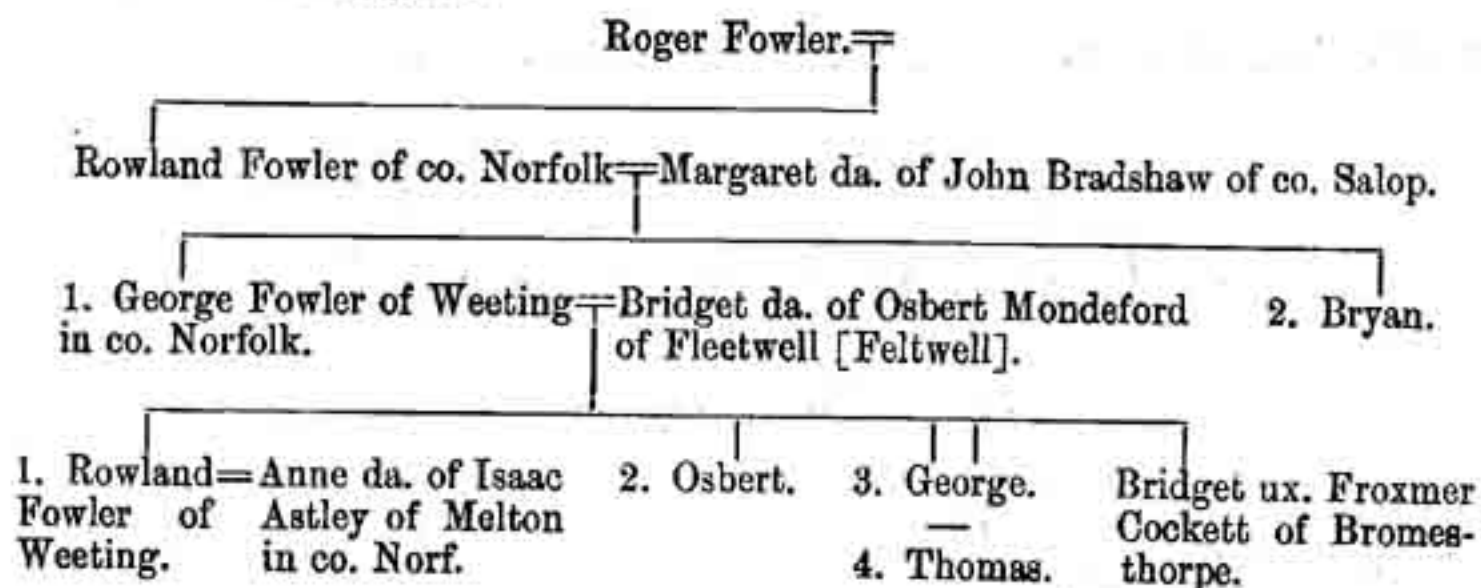 Roger Fowler.
Rowland Fowler of co. Norfolk=Margaret da. of John Bradshaw of co. Salop.
1. George Fowler of Weeting
in co. Norfolk.
=Bridget da. of Osbert Mondeford
of Fleetwell [Feltwell].
2. Bryan.
1. Rowland
Fowler of
Weeting.
=Anne da. of Isaac
Astley of Melton
in co. Norf.
2. Osbert.
3. George.
—
4. Thomas.
Bridget ux. Froxmer
Cockett of Bromes-
thorpe.